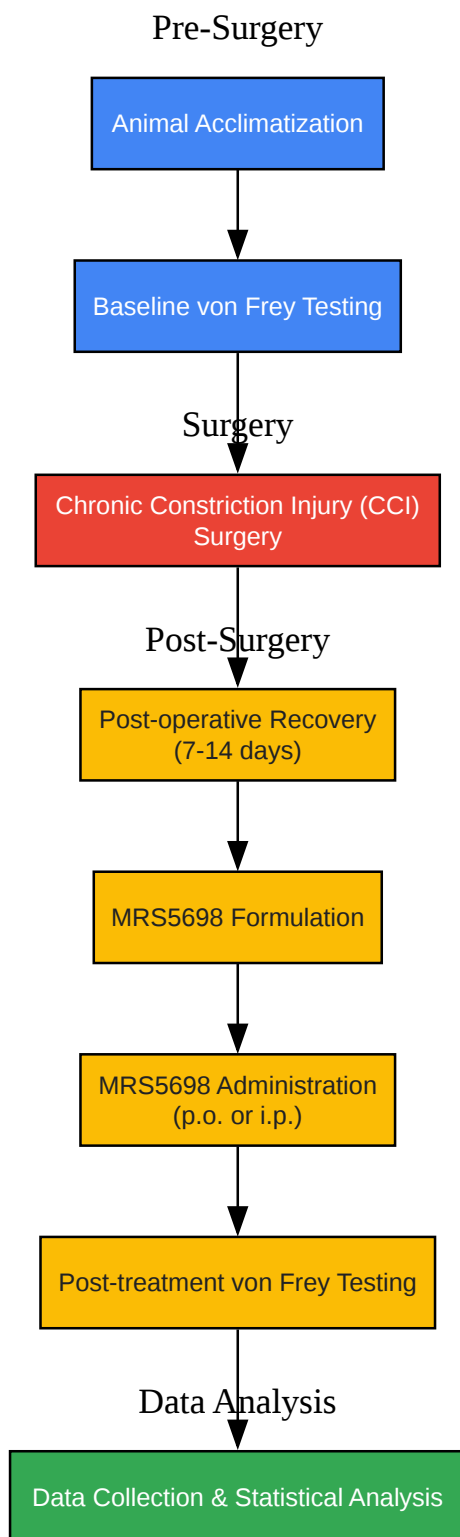 Pre-Surgery
Animal Acclimatization
Baseline von Frey Testing
Surgery
Chronic Constriction Injury (CCI)
Surgery
Post-Surgery
Post-operative Recovery
(7-14 days)
MRS5698 Formulation
MRS5698 Administration
(p.o. or i.p.)
Post-treatment von Frey Testing
Data Analysis
Data Collection & Statistical Analysis